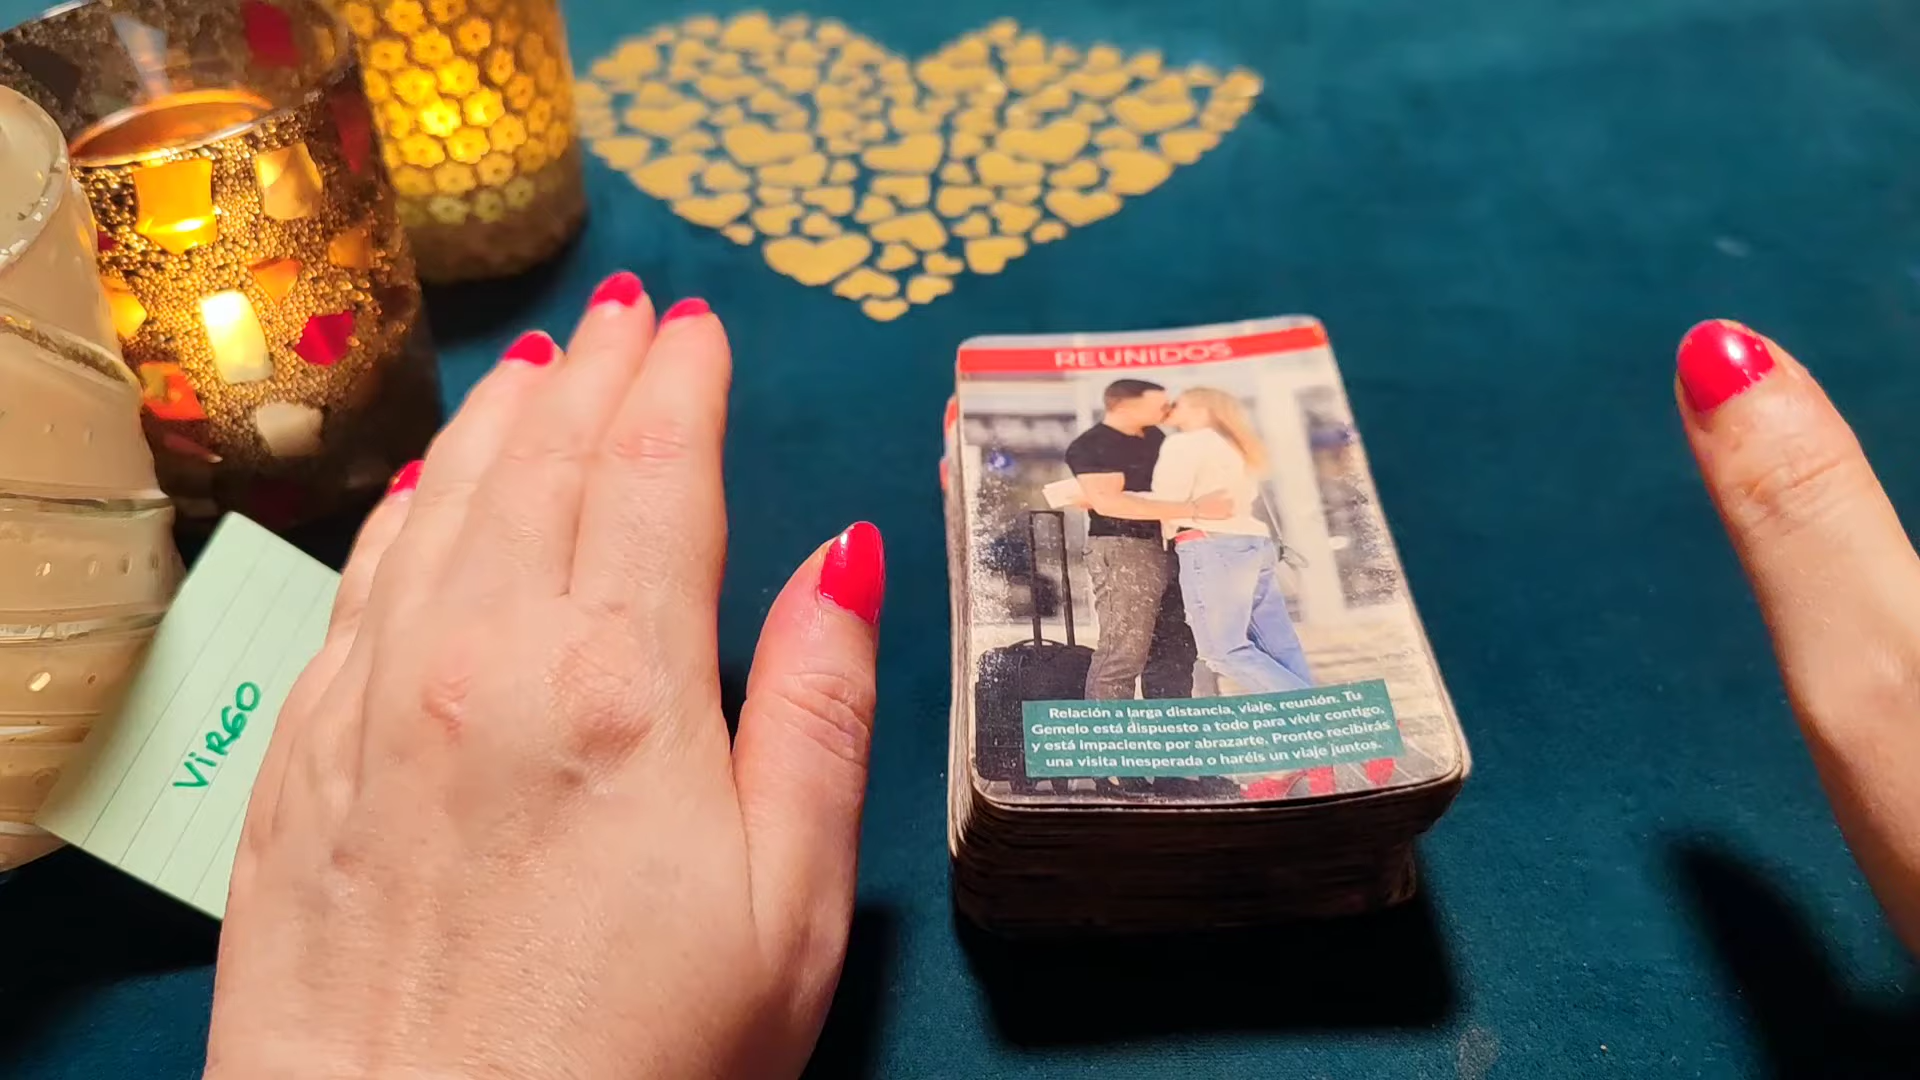 REUNIDOS
Relación a larga distancia, viaje, reunión. Tu
Gemelo está dispuesto a todo para vivir contigo,
y está impaciente por abrazarte. Pronto recibirás
una visita inesperada o haréis un viaje juntos.
ViRGO